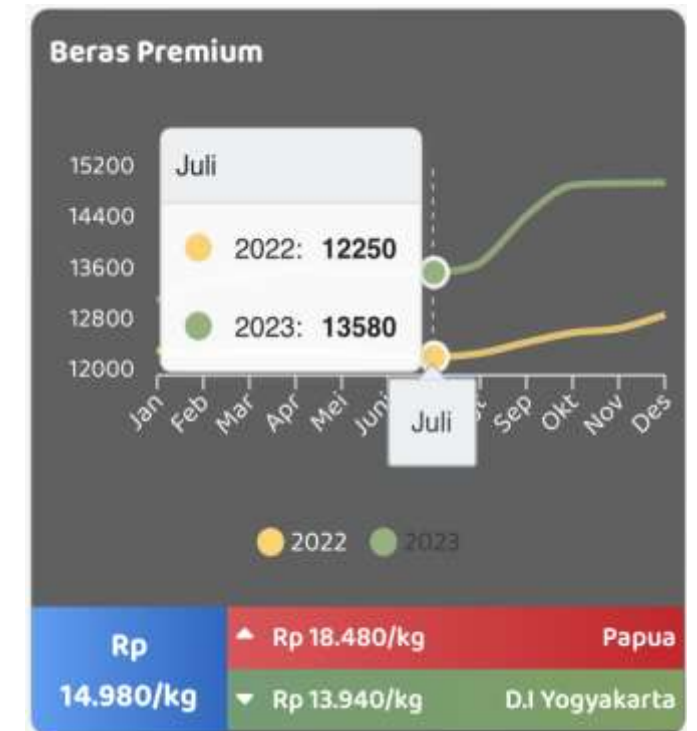 Beras Premium
15200
14400
13600
12800
12000
Juli
2022: 12250
2023: 13580
Jan Feb Mar Apr Mei Juni Sep Okt Nov Des
Juli
2022 2023
Rp
14.980/kg
Rp 18.480/kg Papua
Rp 13.940/kg D.I Yogyakarta